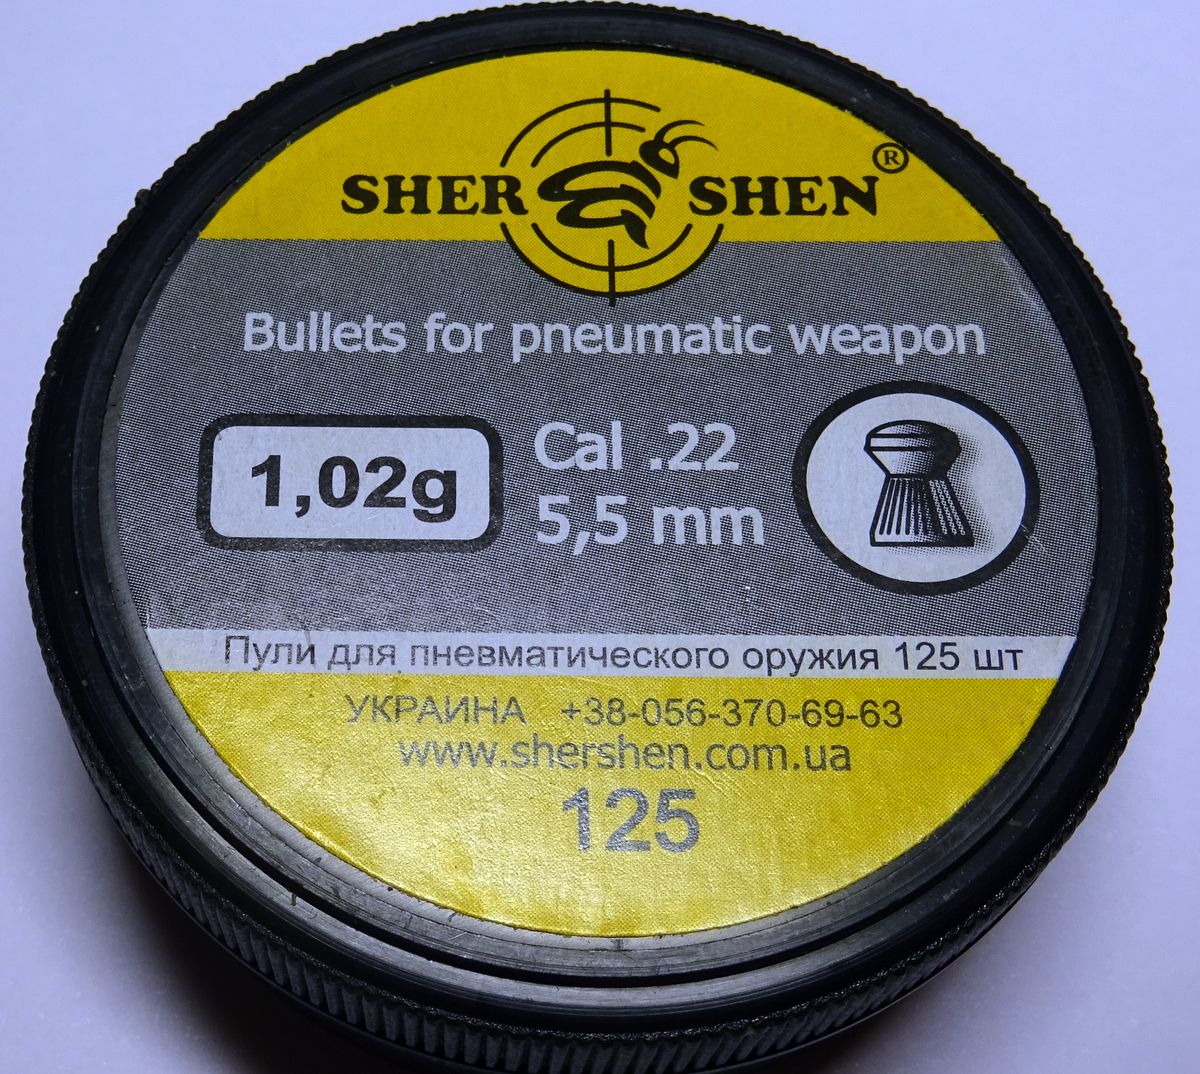 SHER SHEN®
Bullets for pneumatic weapon
1,02g
Cal .22
5,5 mm
Пули для пневматического оружия 125 шт
УКРАИНА +38-056-370-69-63
www.shershen.com.ua
125